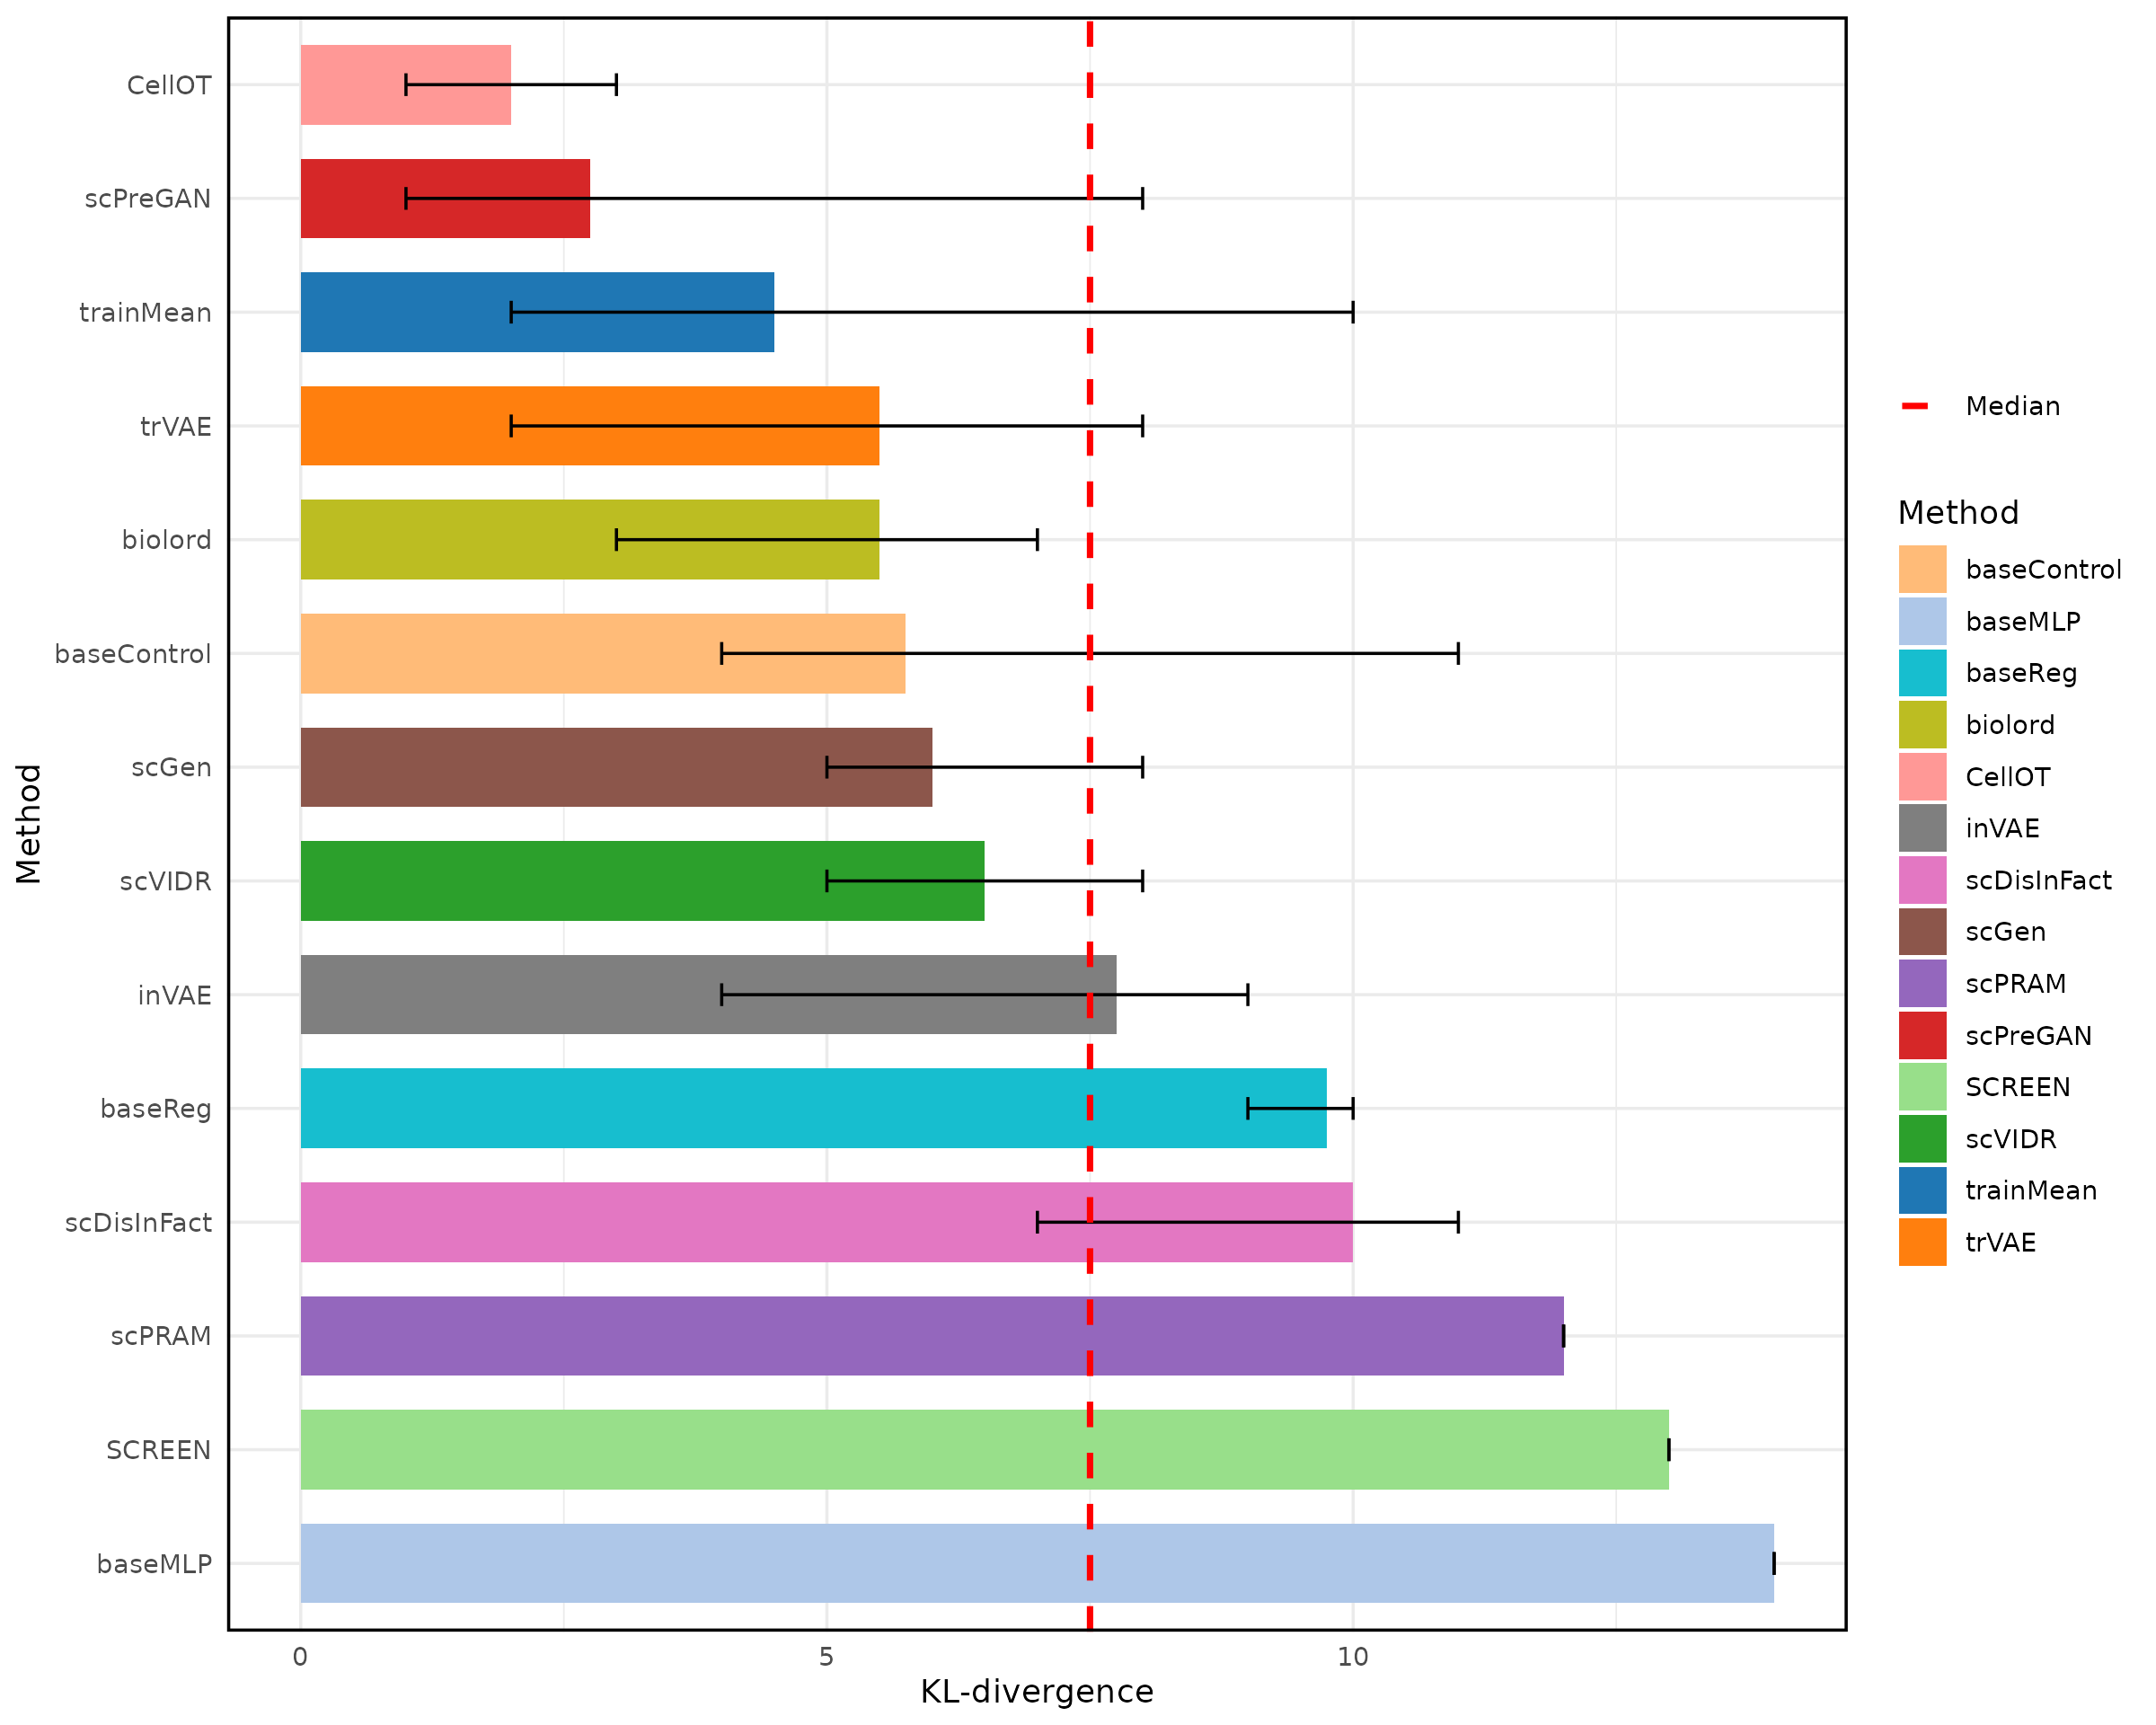 Method
CellOT
scPreGAN
trainMean
trVAE
biolord
baseControl
scGen
scVIDR
inVAE
baseReg
scDisInFact
scPRAM
SCREEN
baseMLP
0 5 10
KL-divergence
Median
Method
baseControl
baseMLP
baseReg
biolord
CellOT
inVAE
scDisInFact
scGen
scPRAM
scPreGAN
SCREEN
scVIDR
trainMean
trVAE